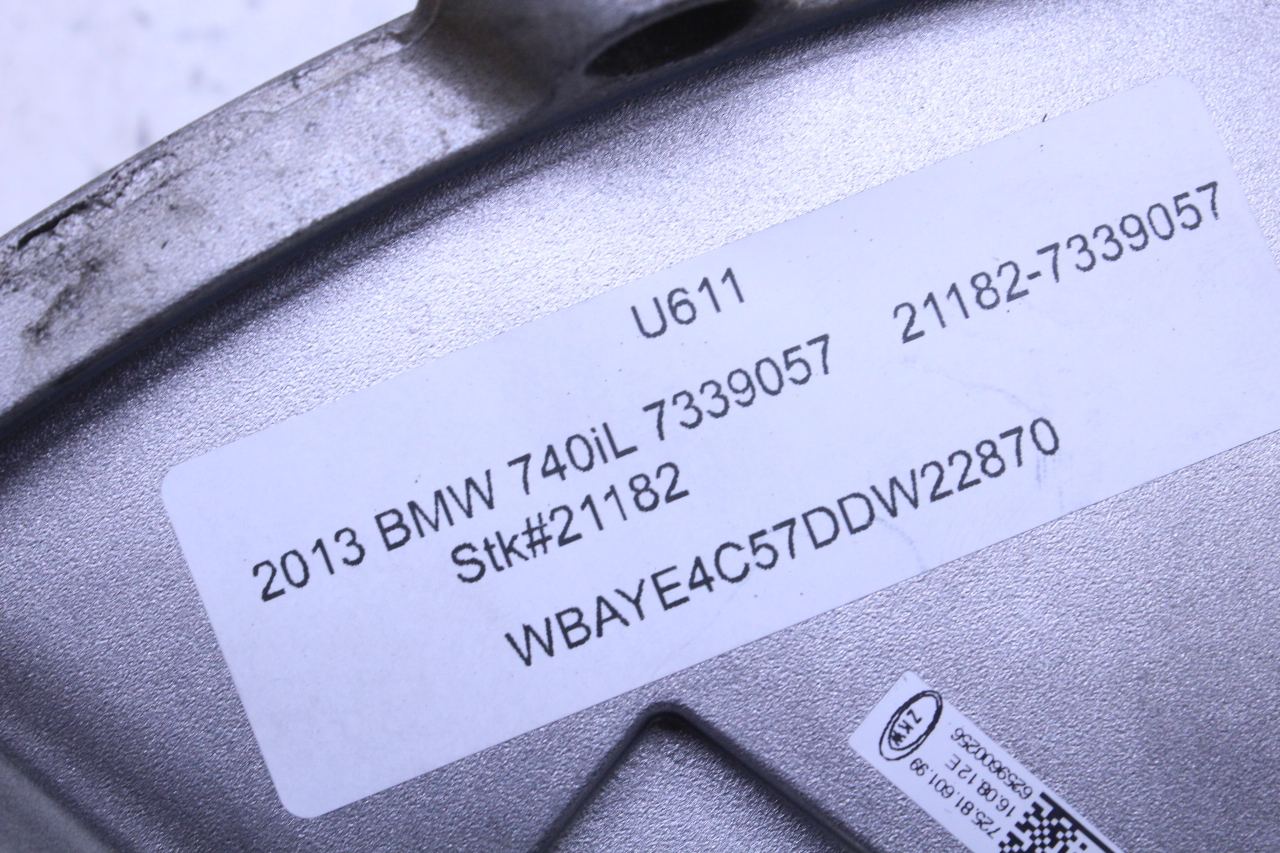 U611
2013 BMW 740iL 7339057 21182-7339057
Stk#21182
WBAYE4C57DDW22870
ZKW
6259600256
16.08.12 E
725.81.601.99